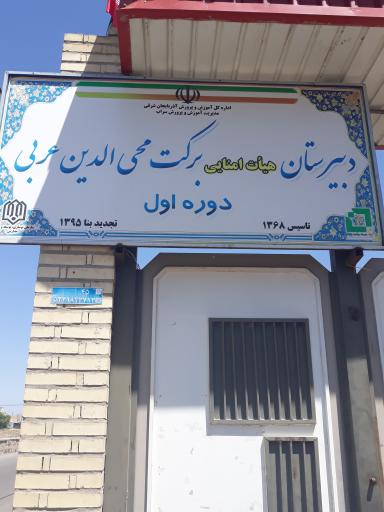 اداره کل آموزش و پرورش آذربایجان شرقی
مدیریت آموزش و پرورش سراب
دبیرستان هیأت امنایی برکت محی الدین عربی
دوره اول
تاسیس ۱۳۶۸
تجدید بنا ۱۳۹۵